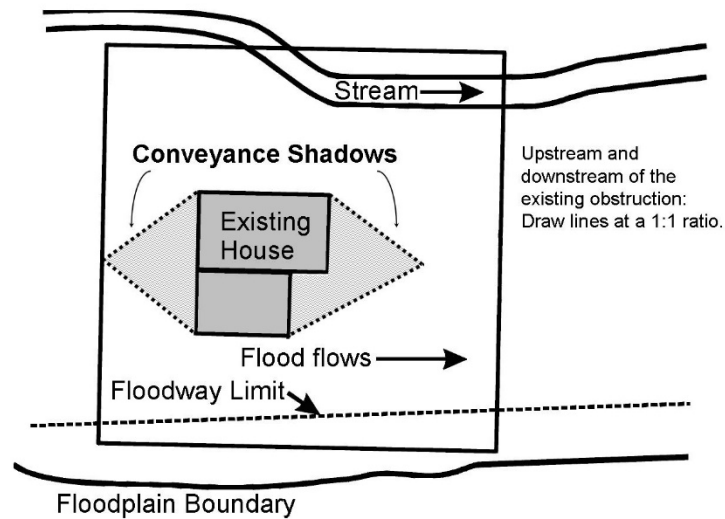 Stream
Conveyance Shadows
Upstream and
downstream of the
existing obstruction:
Draw lines at a 1:1 ratio.
Existing
House
Flood flows
Floodway Limit
Floodplain Boundary